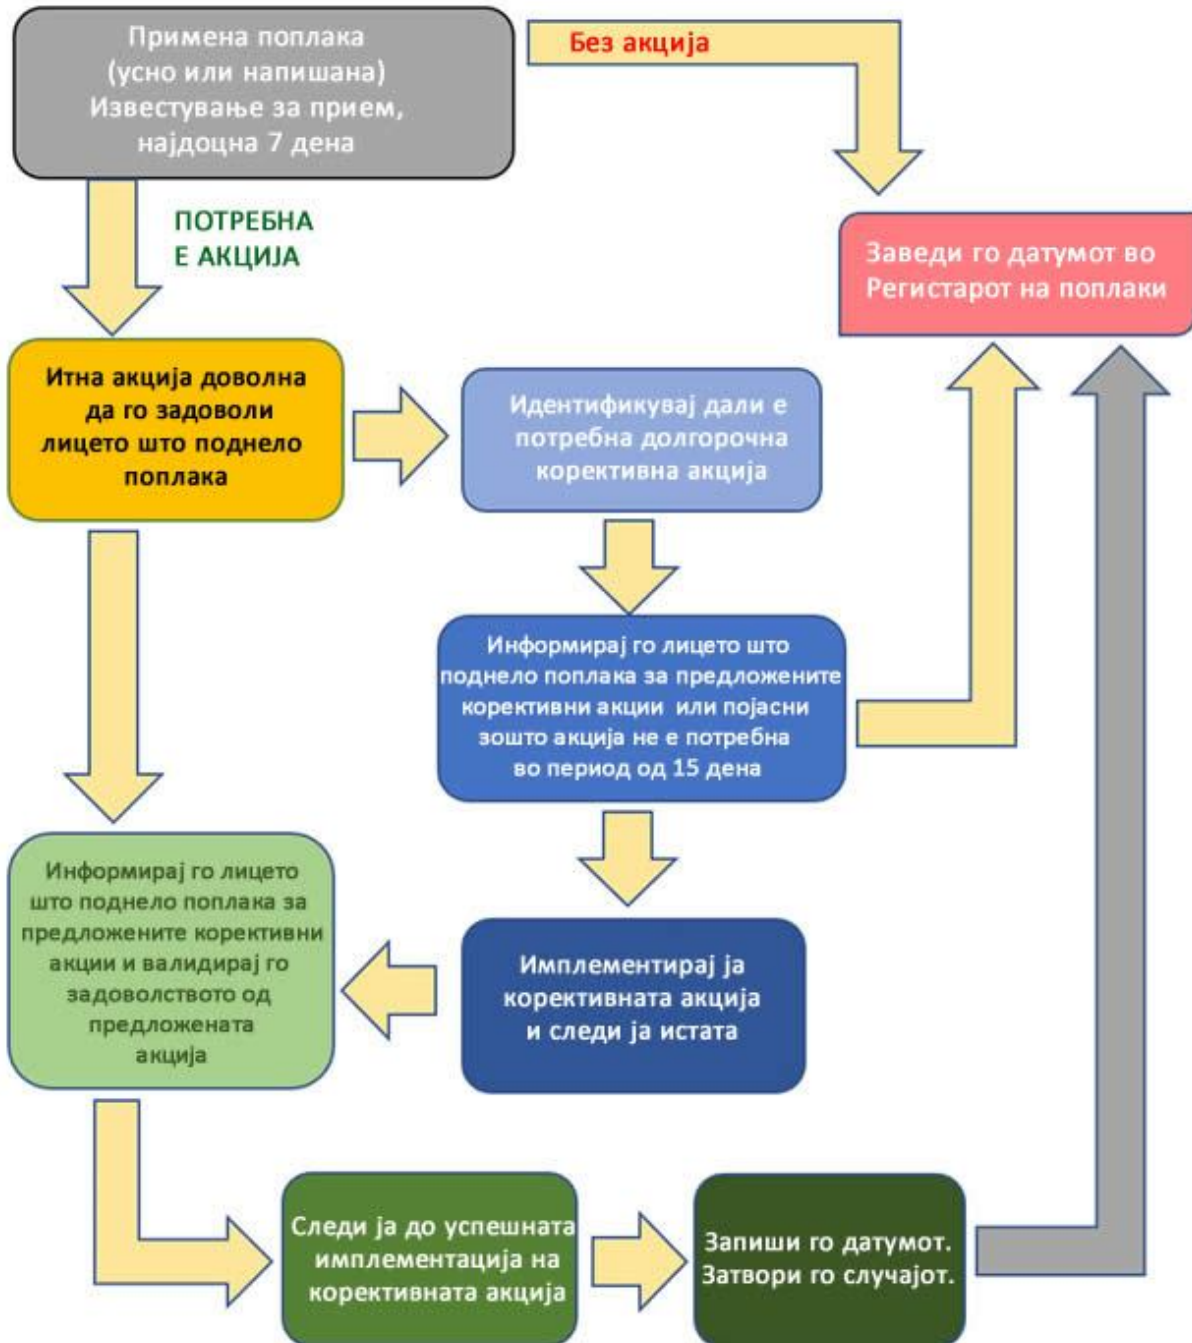 Примена поплака
(усно или напишана)
Известување за прием,
најдоцна 7 дена
Без акција
ПОТРЕБНА
Е АКЦИЈА
Заведи го датумот во
Регистарот на поплаки
Итна акција доволна
да го задоволи
лицето што поднело
поплака
Идентификувај дали е
потребна долгорочна
корективна акција
Информирај го лицето што
поднело поплака за предложените
корективни акции или појасни
зошто акција не е потребна
во период од 15 дена
Информирај го лицето
што поднело поплака за
предложените корективни
акции и валидирај го
задоволството од
предложената
акција
Имплементирај ја
корективната акција
и следи ја истата
Следи ја до успешната
имплементација на
корективната акција
Запиши го датумот.
Затвори го случајот.